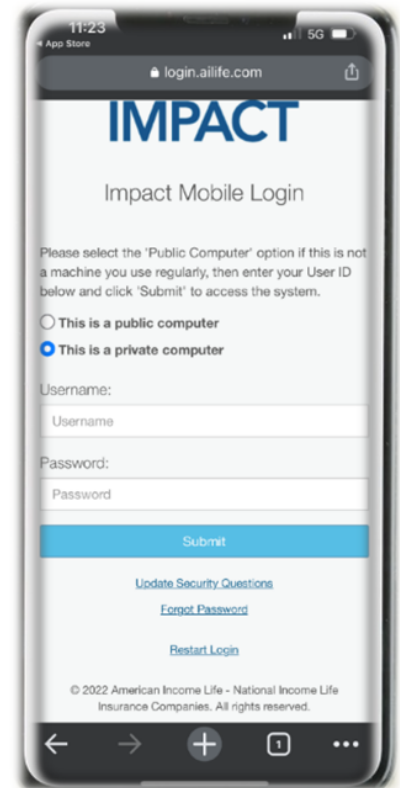 11:23
5G
App Store
login.ailife.com
IMPACT
Impact Mobile Login
Please select the 'Public Computer' option if this is not
a machine you use regularly, then enter your User ID
below and click 'Submit' to access the system.
This is a public computer
This is a private computer
Username:
Username
Password:
Password
Submit
Update Security Questions
Forgot Password
Restart Login
© 2022 American Income Life - National Income Life
Insurance Companies. All rights reserved.
1